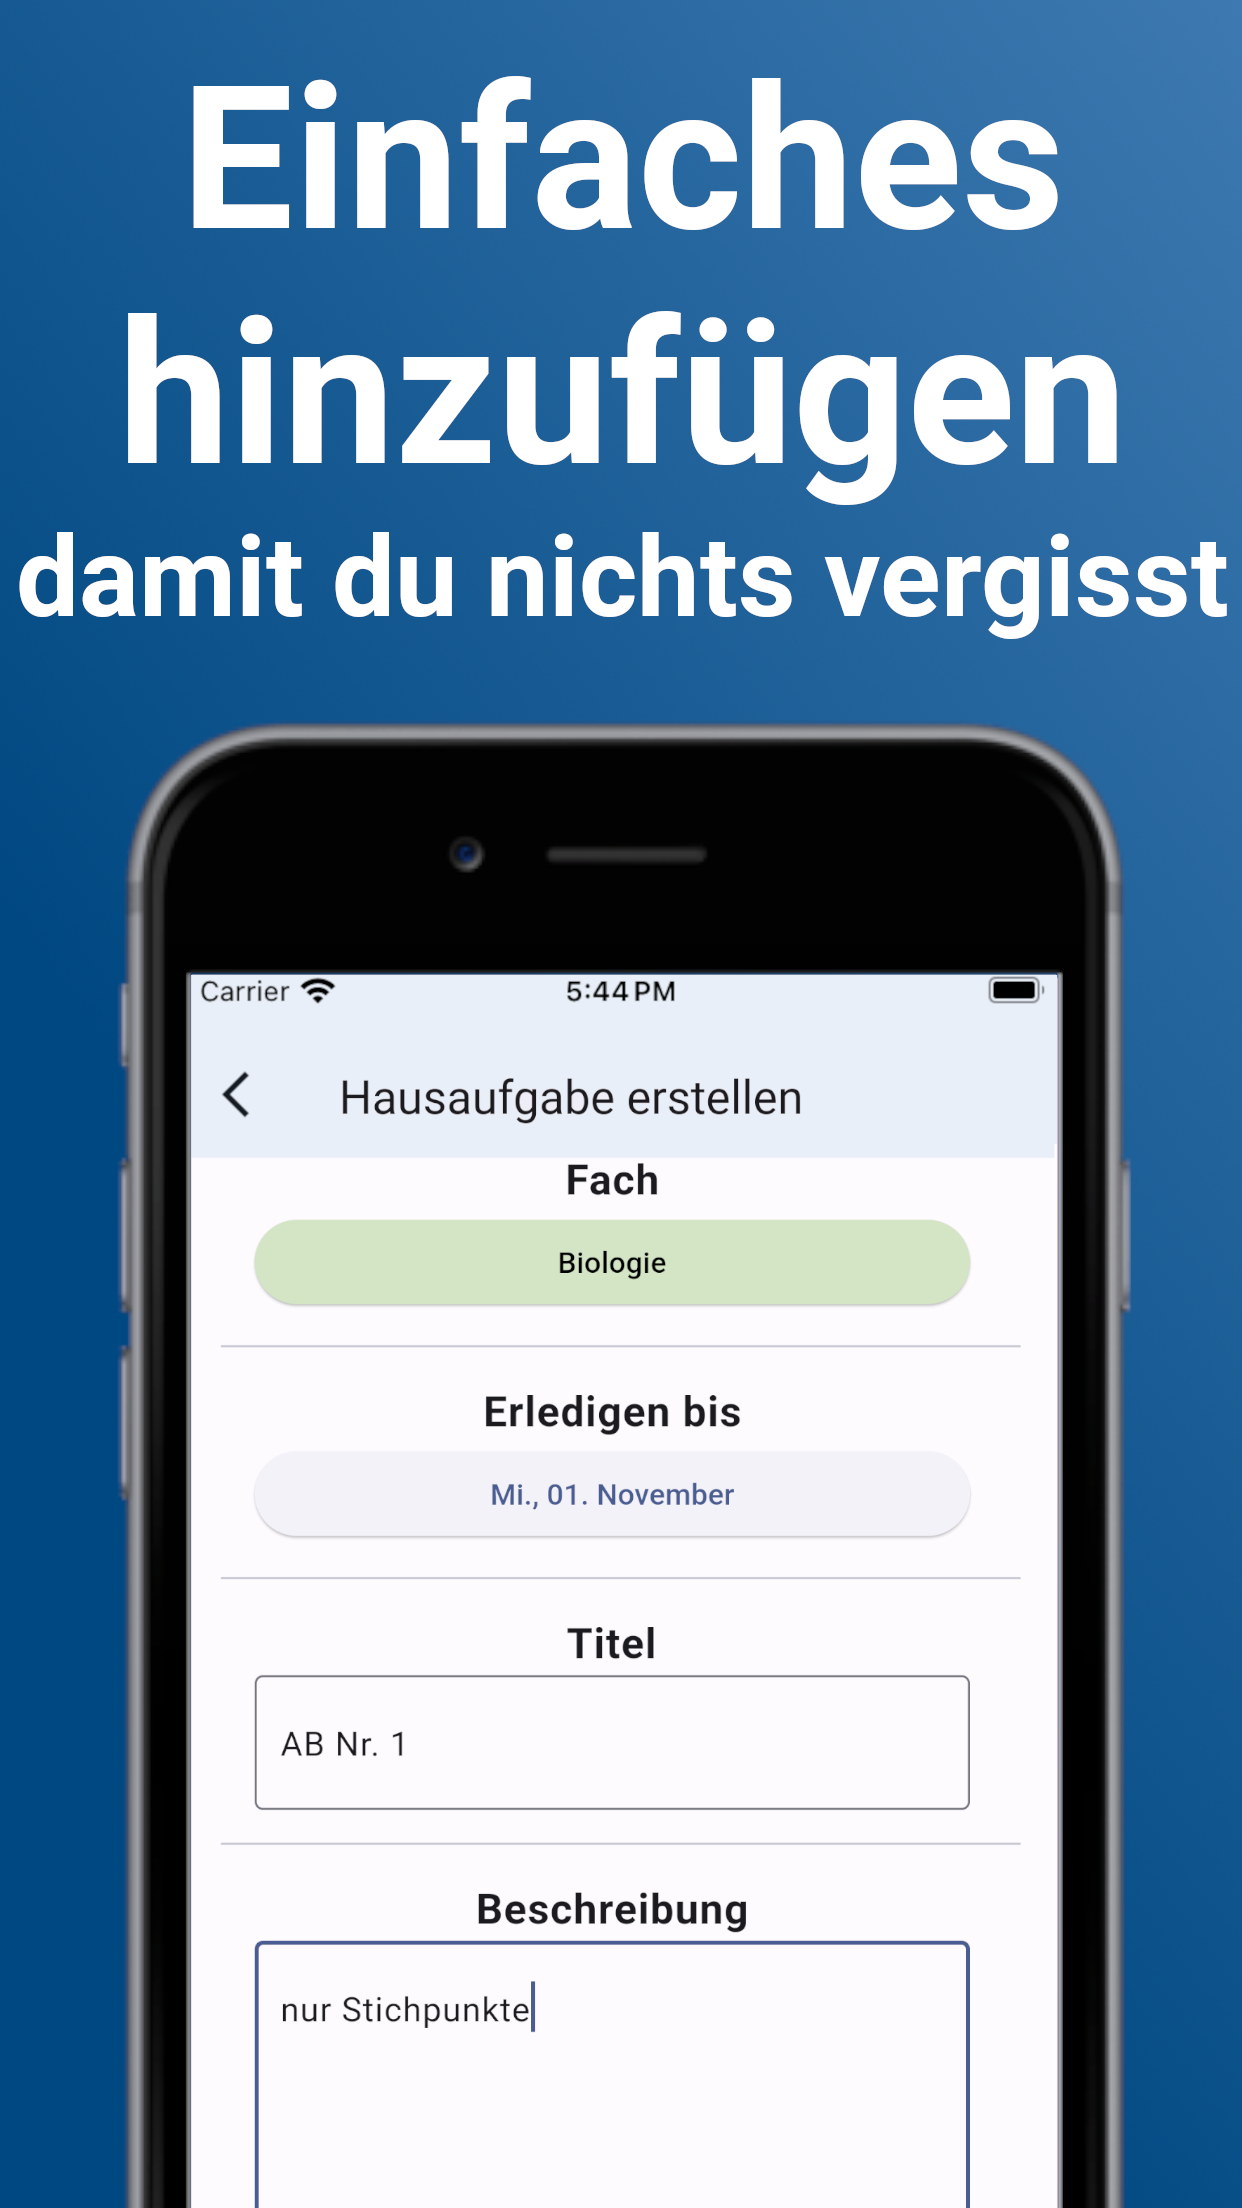 Einfaches
hinzufügen
damit du nichts vergisst
Carrier 5:44 PM
Hausaufgabe erstellen
Fach
Biologie
Erledigen bis
Mi., 01. November
Titel
AB Nr. 1
Beschreibung
nur Stichpunkte